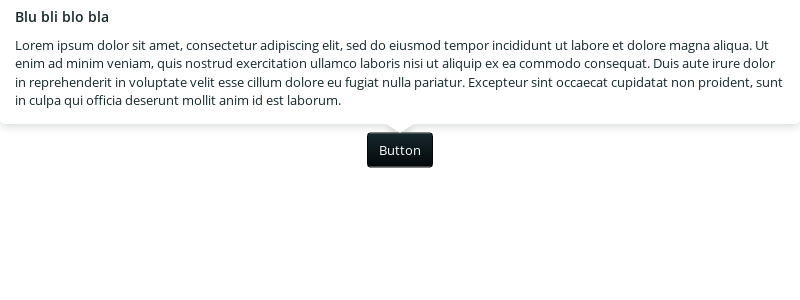 Blu bli blo bla
Lorem ipsum dolor sit amet, consectetur adipiscing elit, sed do eiusmod tempor incididunt ut labore et dolore magna aliqua. Ut
enim ad minim veniam, quis nostrud exercitation ullamco laboris nisi ut aliquip ex ea commodo consequat. Duis aute irure dolor
in reprehenderit in voluptate velit esse cillum dolore eu fugiat nulla pariatur. Excepteur sint occaecat cupidatat non proident, sunt
in culpa qui officia deserunt mollit anim id est laborum.
Button